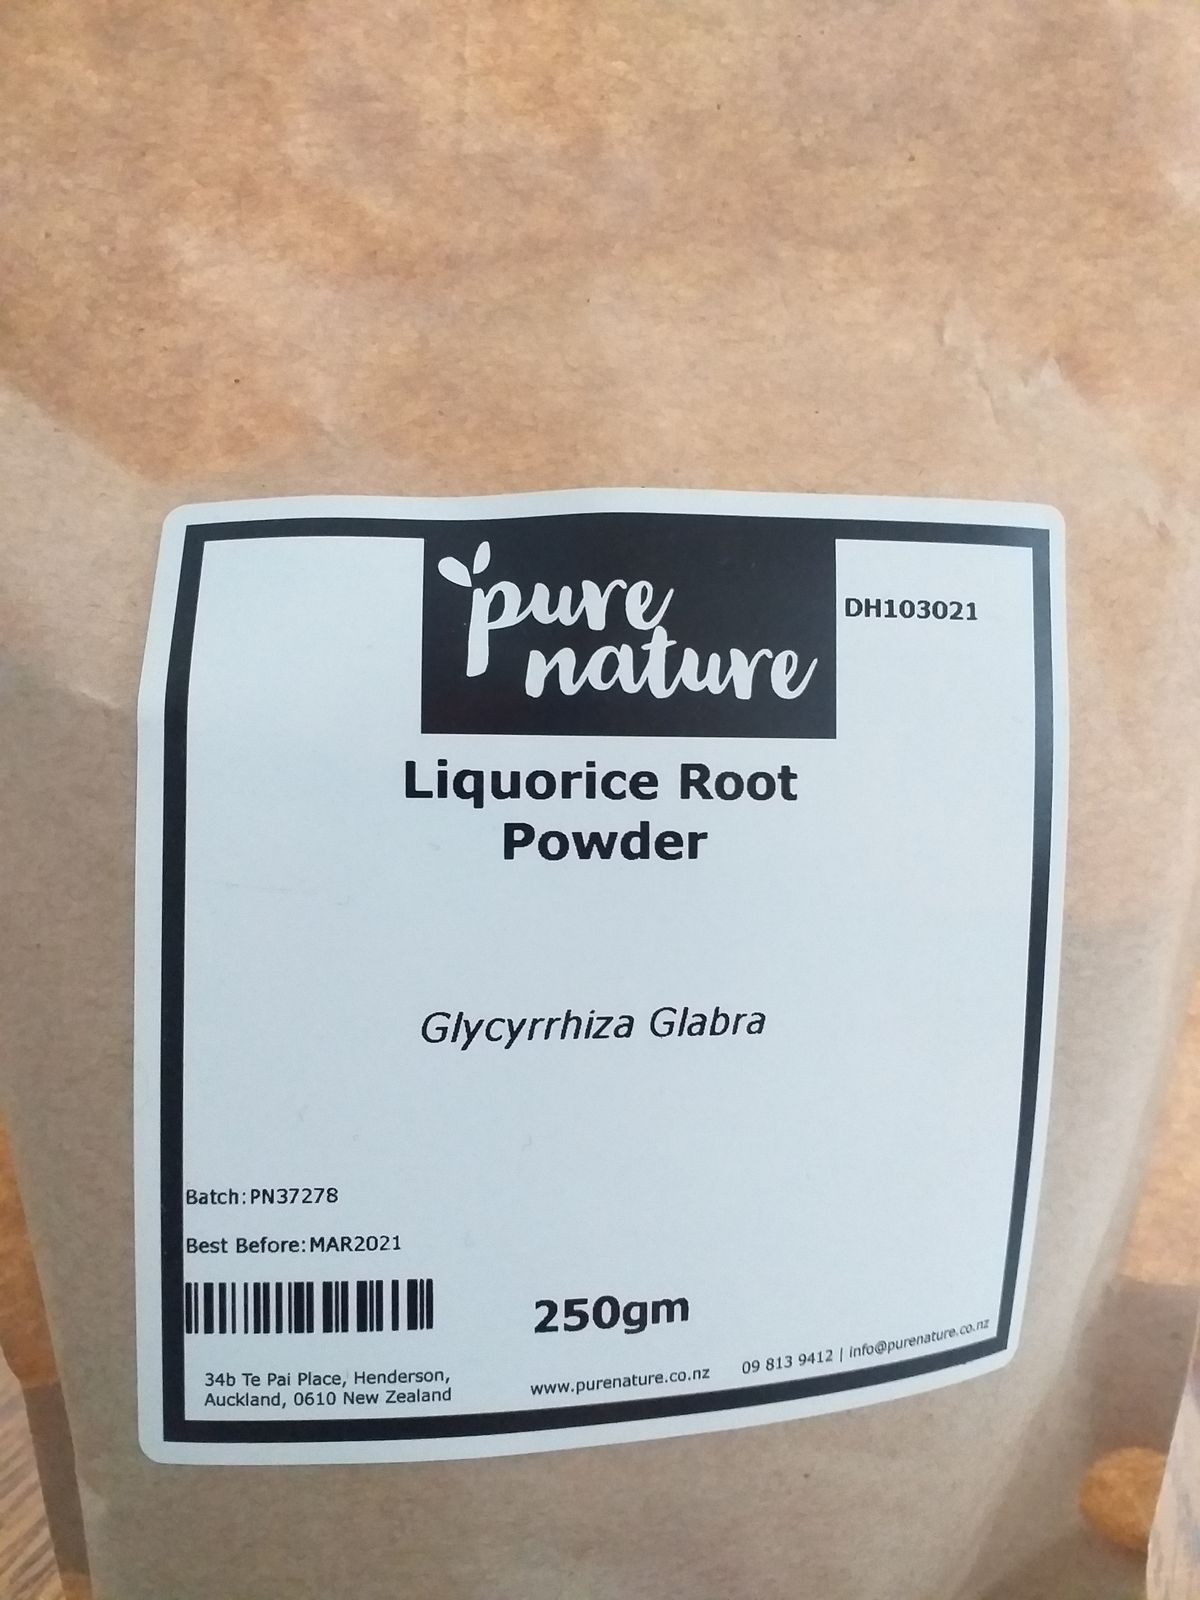 pure
nature
DH103021
Liquorice Root
Powder
Glycyrrhiza Glabra
Batch: PN37278
Best Before: MAR2021
250gm
34b Te Pai Place, Henderson,
Auckland, 0610 New Zealand
www.purenature.co.nz
09 813 9412 | info@purenature.co.nz